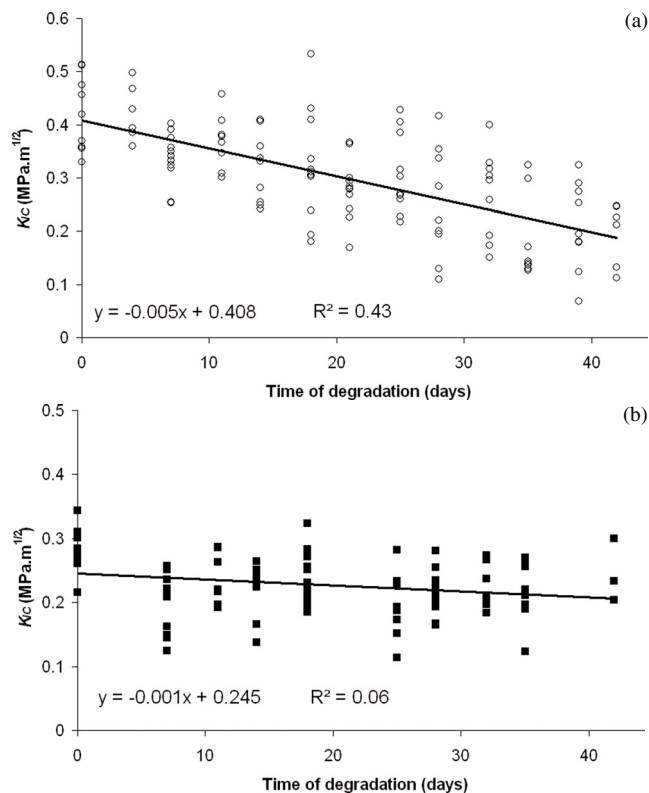 (a)
0.6
0.5
0.4
0.3
0.2
0.1
0
KIC (MPa.m1/2)
y = -0.005x + 0.408 R² = 0.43
0 10 20 30 40
Time of degradation (days)
(b)
0.5
0.4
0.3
0.2
0.1
0
KIC (MPa.m1/2)
y = -0.001x + 0.245 R² = 0.06
0 10 20 30 40
Time of degradation (days)